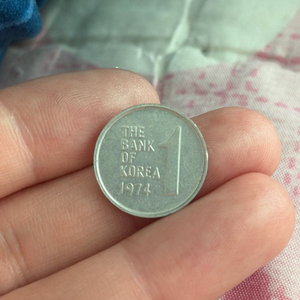 THE
BANK
OF
KOREA
1974
1